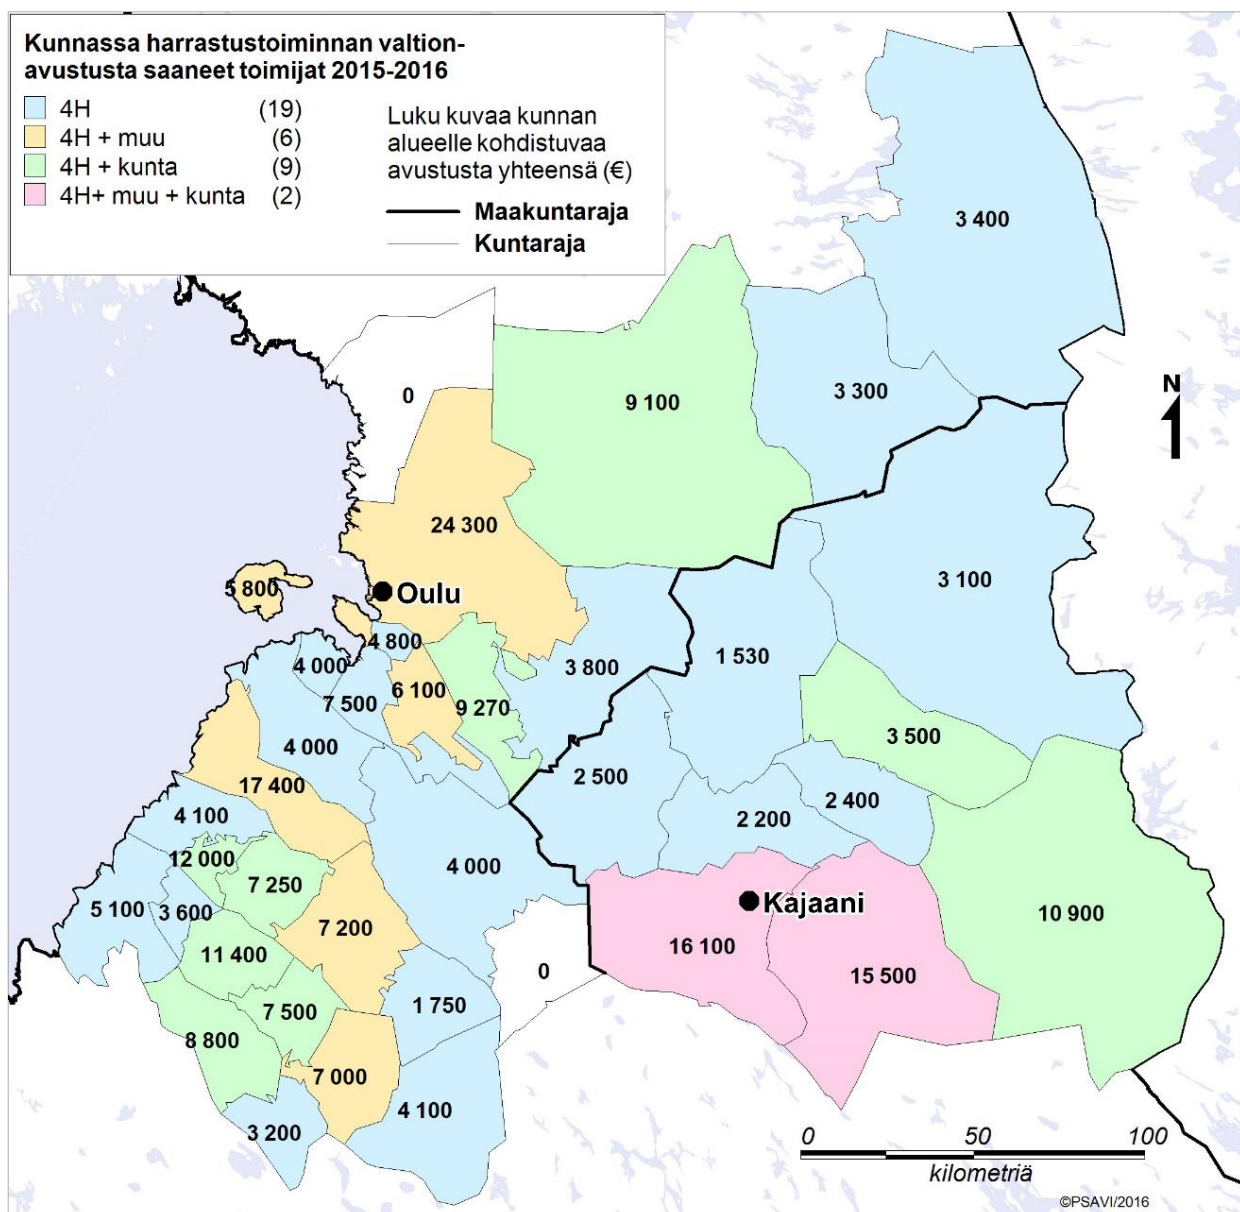 Kunnassa harrastustoiminnan valtion-
avustusta saaneet toimijat 2015-2016
4H (19)
4H + muu (6)
4H + kunta (9)
4H+ muu + kunta (2)
Luku kuvaa kunnan
alueelle kohdistuvaa
avustusta yhteensä (€)
Maakuntaraja
Kuntaraja
3 400
0
9 100
3 300
N
24 300
3 100
5 800
Oulu
4 800
4 000
3 800
1 530
6 100
7 500
9 270
3 500
4 000
2 500
17 400
2 400
4 100
2 200
12 000
4 000
7 250
5 100
3 600
Kajaani
10 900
7 200
11 400
16 100
0
15 500
1 750
7 500
8 800
7 000
4 100
3 200
0 50 100
kilometriä
©PSAVI/2016